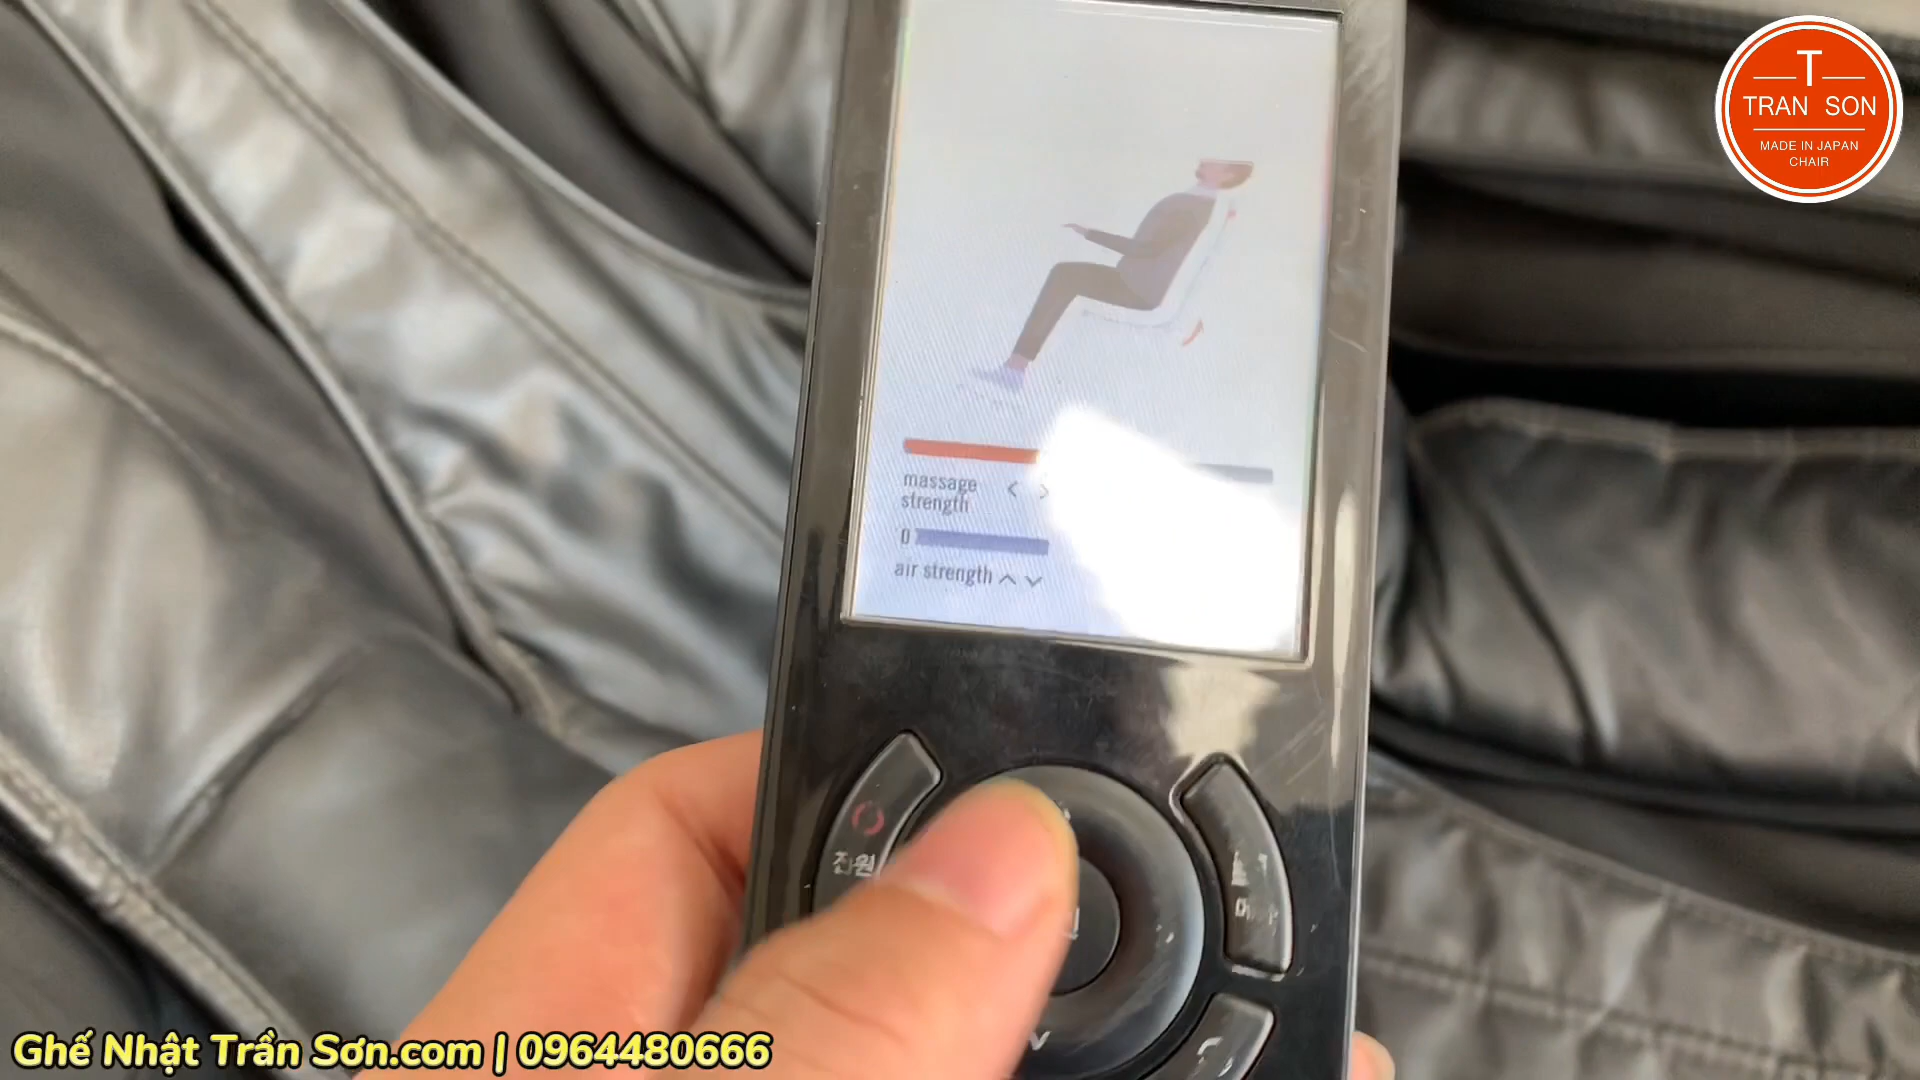 T
TRAN SON
MADE IN JAPAN
CHAIR
massage
strength
0
air strength
전원
Ghế Nhật Trần Sơn.com | 0964480666